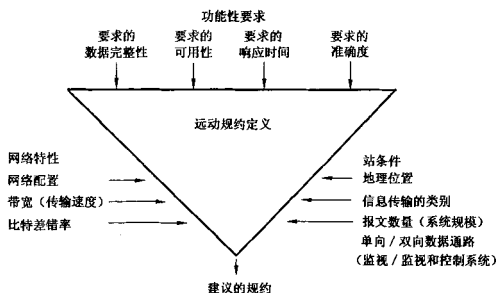 功能性要求
要求的 要求的 要求的 要求的
数据完整性 可用性 响应时间 准确度
远动规约定义
网络特性
网络配置
带宽（传输速度）
比特差错率
站条件
地理位置
信息传输的类别
报文数量（系统规模）
单向／双向数据通路
（监视／监视和控制系统）
建议的规约